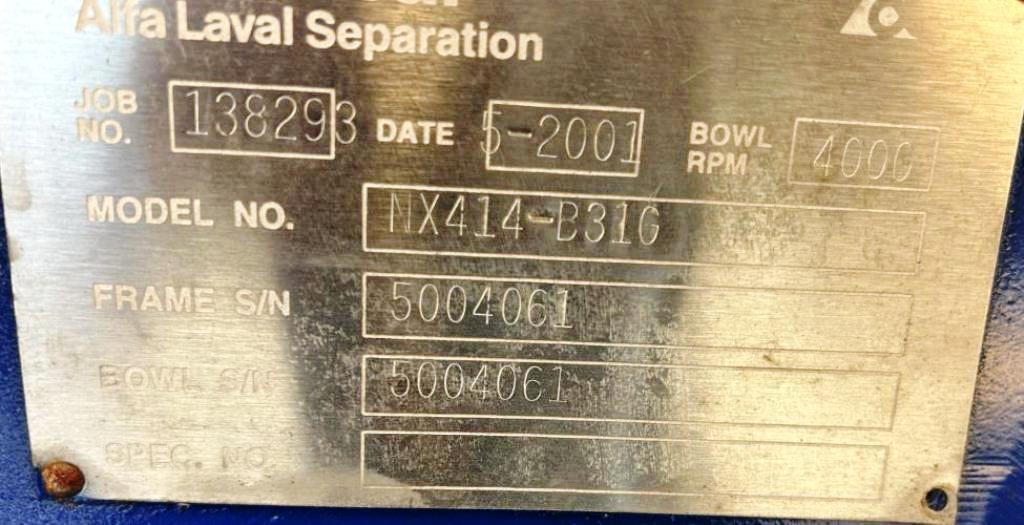 Alfa Laval Separation
JOB NO. 138293 DATE 5-2001 BOWL RPM 4000
MODEL NO. NX414-B31G
FRAME S/N 5004061
BOWL S/N 5004061
SPEC. NO.